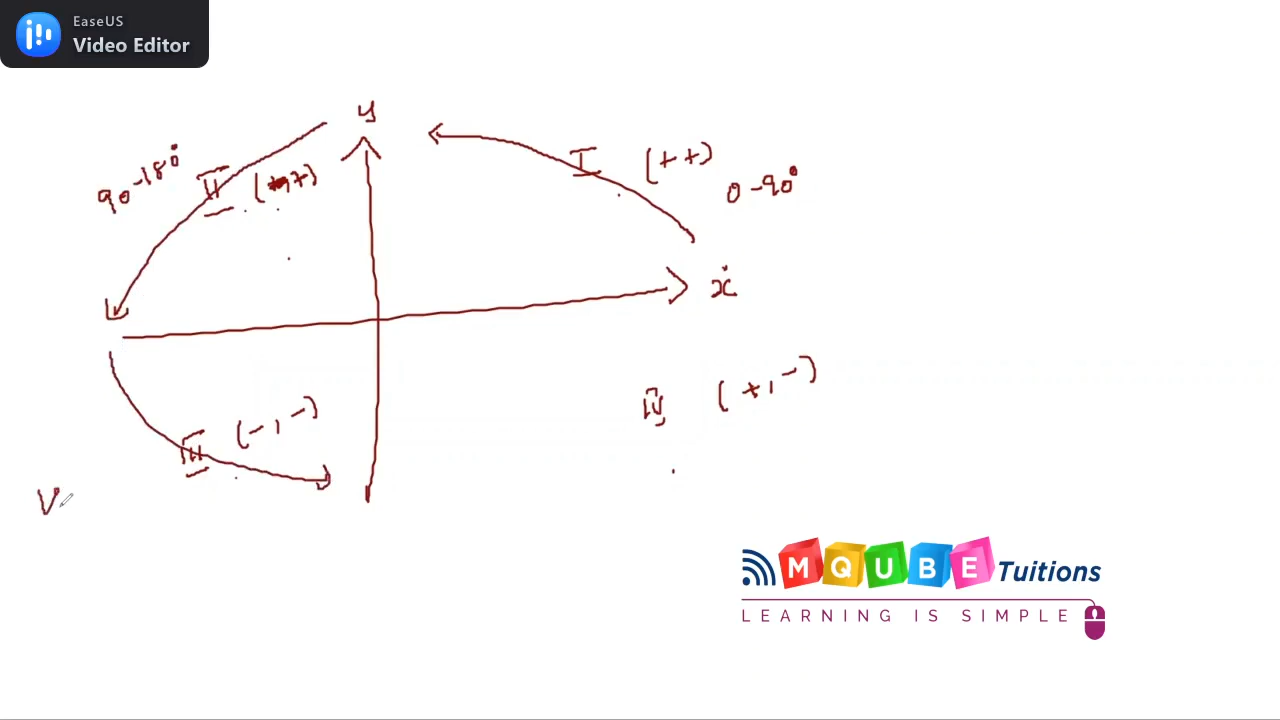 EaseUS
Video Editor
y
90-180°
II
I
(+ +)
0-90°
x
IV
(+, -)
III
(-, -)
V
MQUBE Tuitions
LEARNING IS SIMPLE